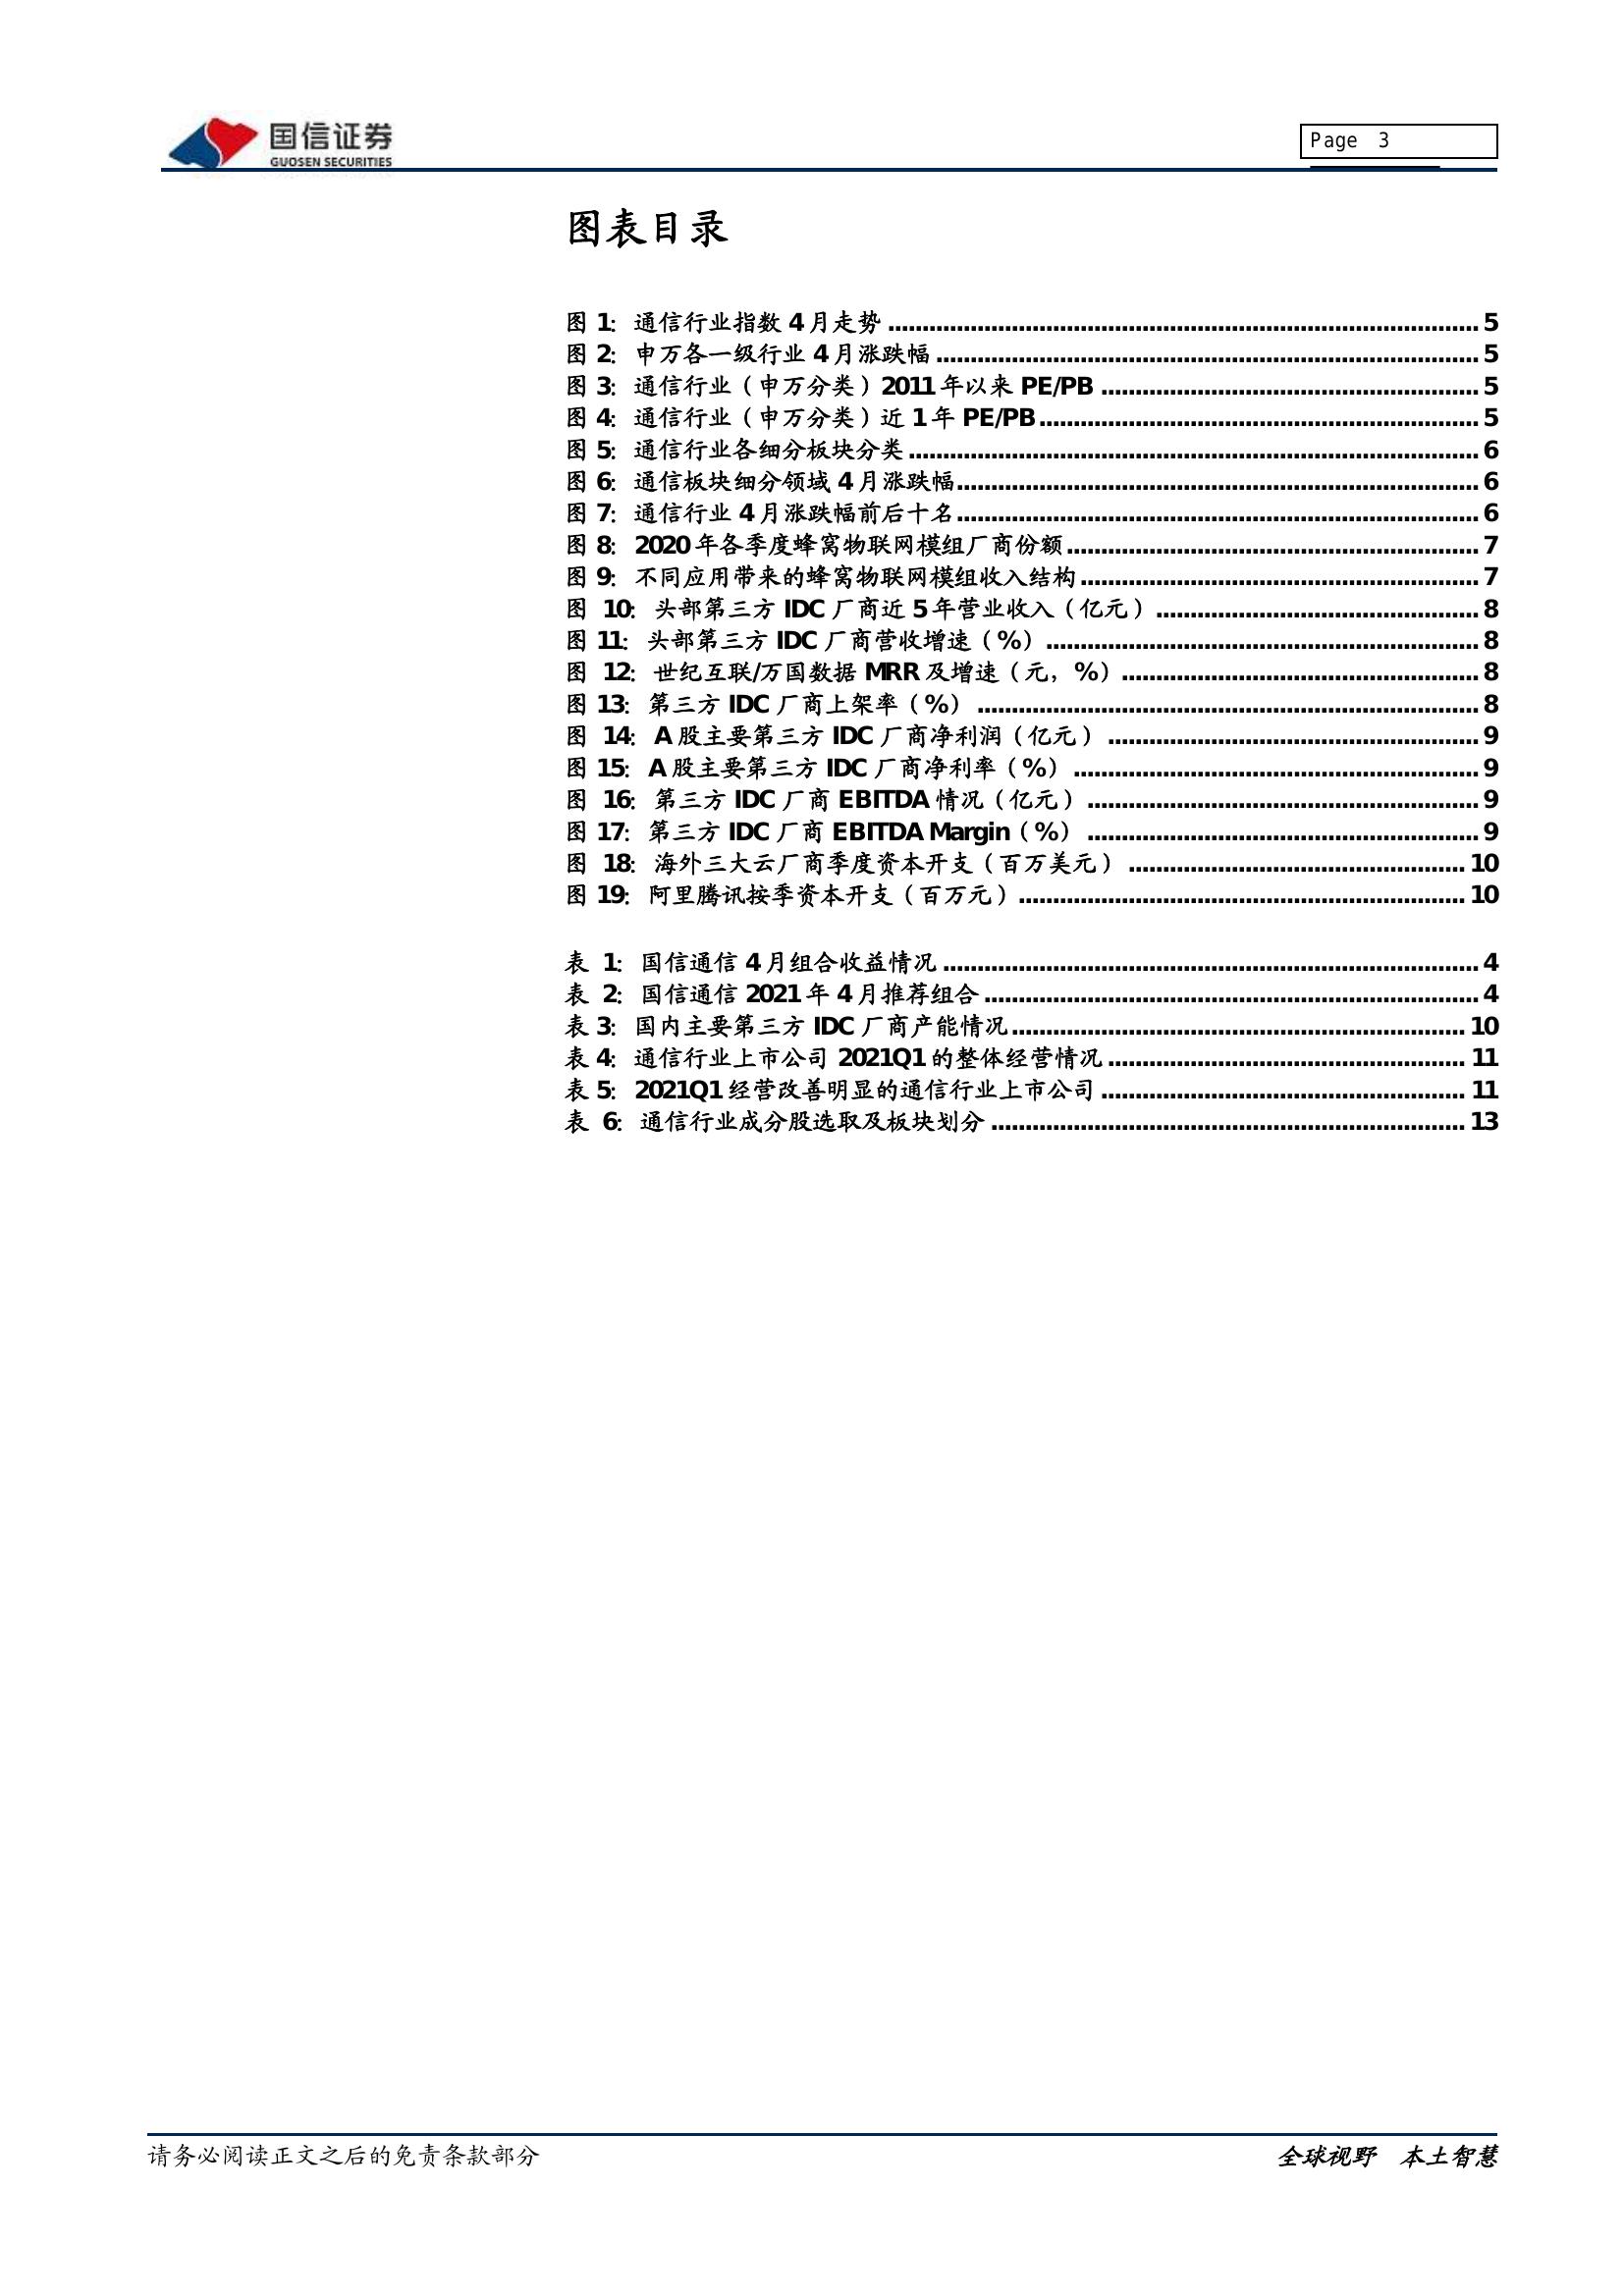 国信证券
GUOSEN SECURITIES
Page 3
图表目录
图 1: 通信行业指数 4 月走势 ........ 5
图 2: 申万各一级行业 4 月涨跌幅 ........ 5
图 3: 通信行业（申万分类）2011 年以来 PE/PB ........ 5
图 4: 通信行业（申万分类）近 1 年 PE/PB ........ 5
图 5: 通信行业各细分板块分类 ........ 6
图 6: 通信板块细分领域 4 月涨跌幅 ........ 6
图 7: 通信行业 4 月涨跌幅前后十名 ........ 6
图 8: 2020 年各季度蜂窝物联网模组厂商份额 ........ 7
图 9: 不同应用带来的蜂窝物联网模组收入结构 ........ 7
图 10: 头部第三方 IDC 厂商近 5 年营业收入（亿元） ........ 8
图 11: 头部第三方 IDC 厂商营收增速（%） ........ 8
图 12: 世纪互联/万国数据 MRR 及增速（元，%） ........ 8
图 13: 第三方 IDC 厂商上架率（%） ........ 8
图 14: A 股主要第三方 IDC 厂商净利润（亿元） ........ 9
图 15: A 股主要第三方 IDC 厂商净利率（%） ........ 9
图 16: 第三方 IDC 厂商 EBITDA 情况（亿元） ........ 9
图 17: 第三方 IDC 厂商 EBITDA Margin（%） ........ 9
图 18: 海外三大云厂商季度资本开支（百万美元） ........ 10
图 19: 阿里腾讯按季资本开支（百万元） ........ 10
表 1: 国信通信 4 月组合收益情况 ........ 4
表 2: 国信通信 2021 年 4 月推荐组合 ........ 4
表 3: 国内主要第三方 IDC 厂商产能情况 ........ 10
表 4: 通信行业上市公司 2021Q1 的整体经营情况 ........ 11
表 5: 2021Q1 经营改善明显的通信行业上市公司 ........ 11
表 6: 通信行业成分股选取及板块划分 ........ 13
请务必阅读正文之后的免责条款部分
全球视野 本土智慧